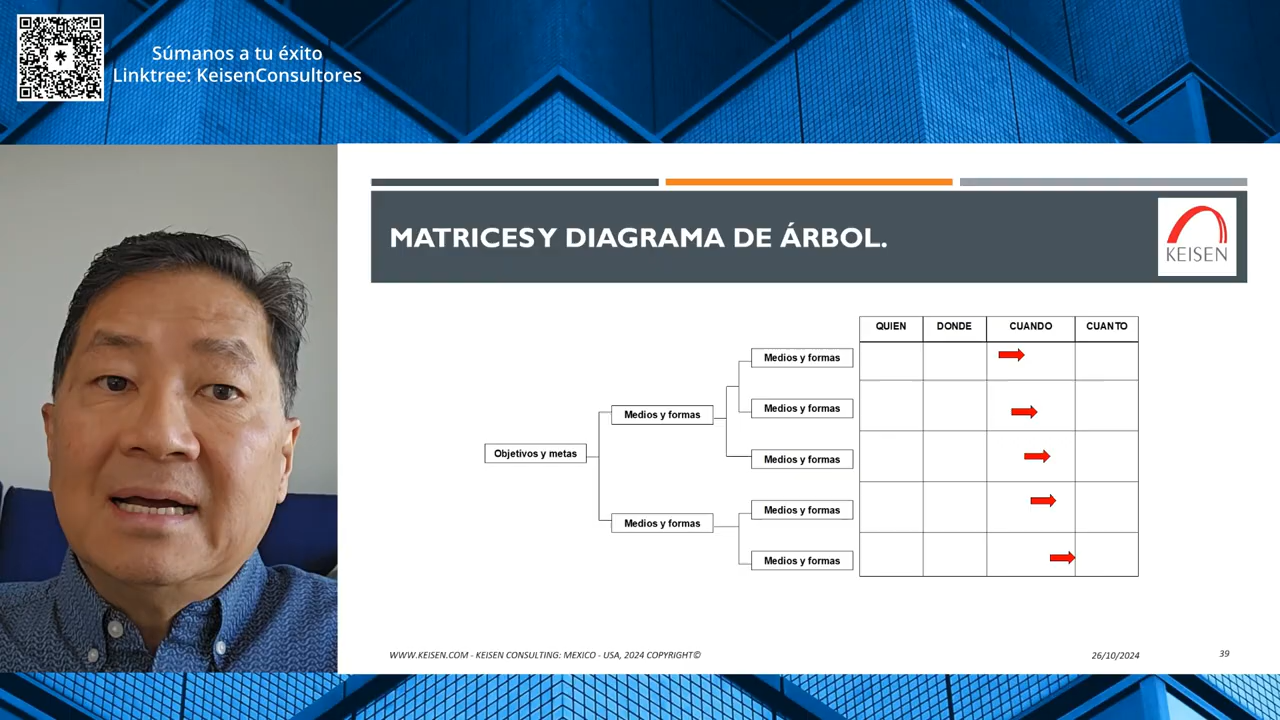 Súmanos a tu éxito
Linktree: KeisenConsultores
MATRICES Y DIAGRAMA DE ÁRBOL.
KEISEN
QUIEN DONDE CUANDO CUANTO
Medios y formas
Medios y formas
Medios y formas
Objetivos y metas
Medios y formas
Medios y formas
Medios y formas
Medios y formas
WWW.KEISEN.COM - KEISEN CONSULTING: MEXICO - USA, 2024 COPYRIGHT©
26/10/2024
39